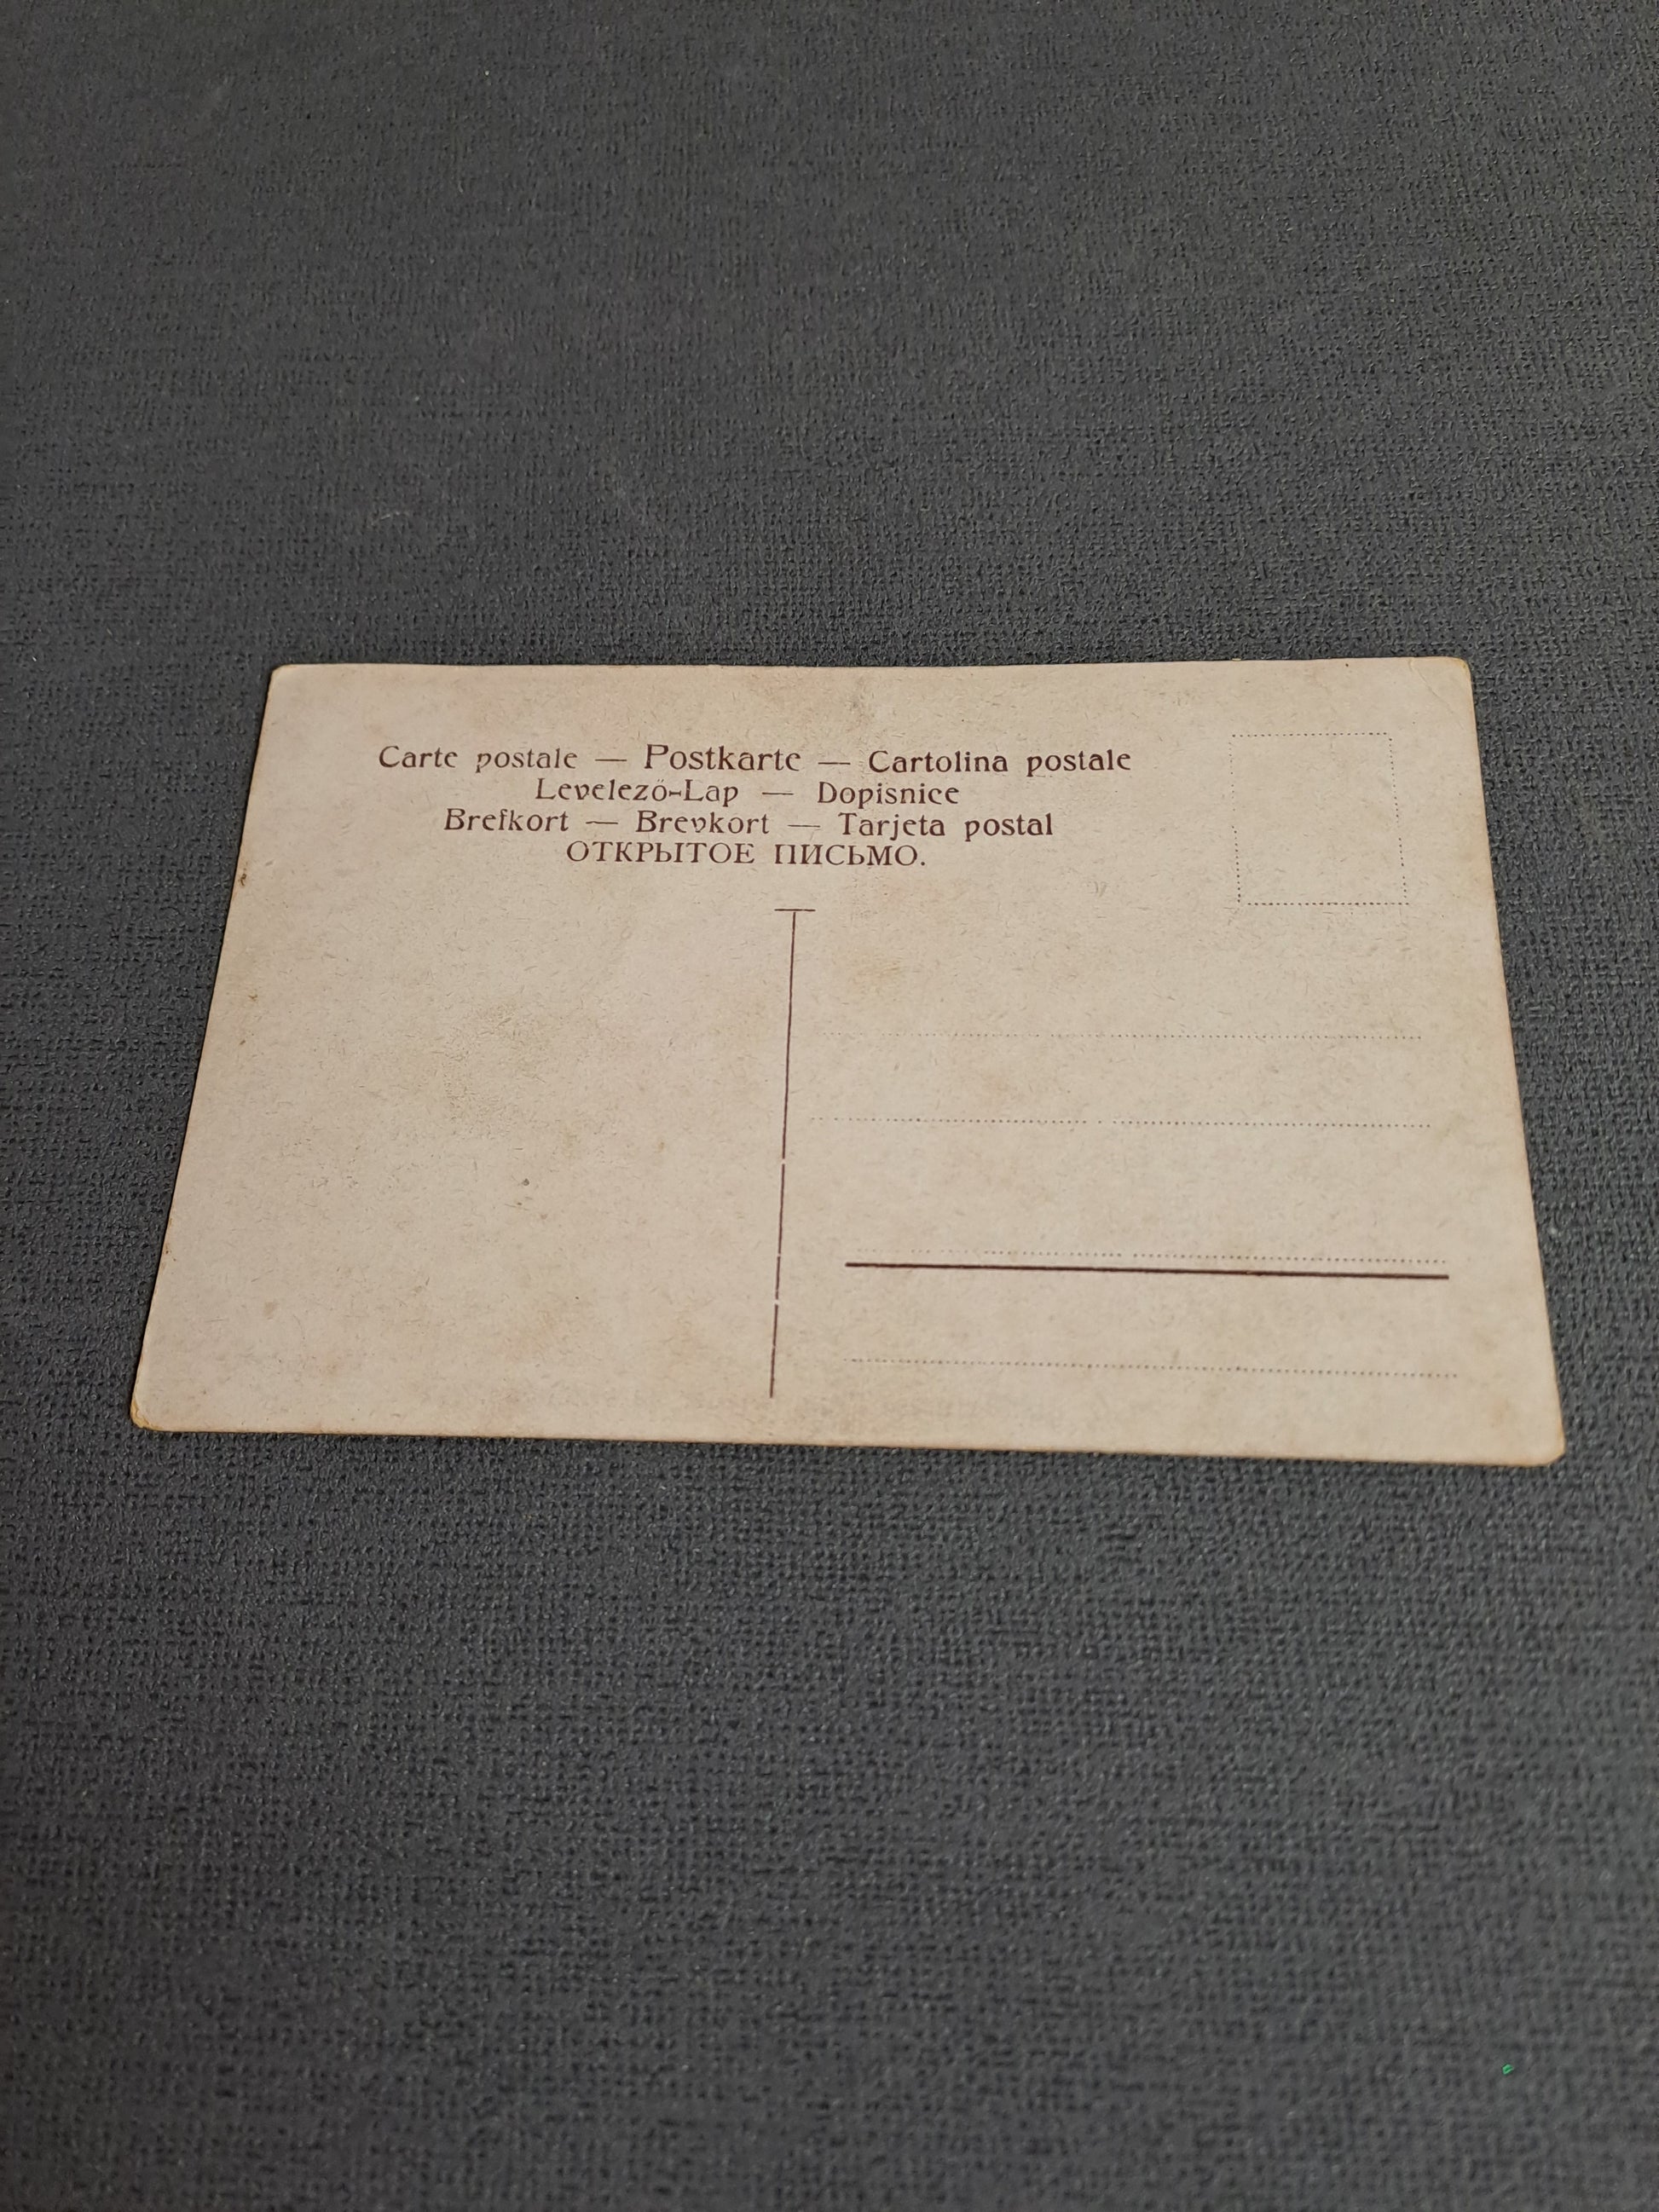 Carte postale — Postkarte — Cartolina postale
Levelezö-Lap — Dopisnice
Brefkort — Brevkort — Tarjeta postal
ОТКРЫТОЕ ПИСЬМО.